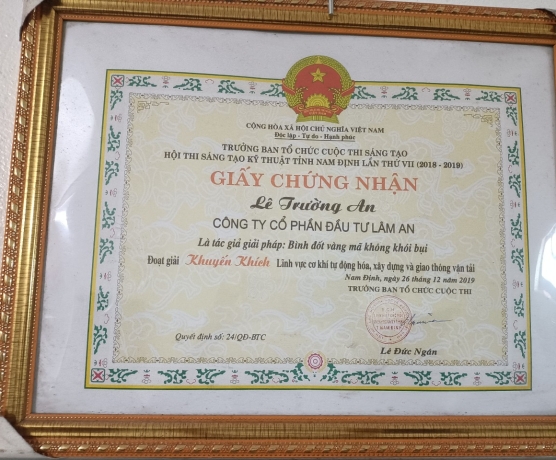 CỘNG HÒA XÃ HỘI CHỦ NGHĨA VIỆT NAM
Độc lập - Tự do - Hạnh phúc
TRƯỞNG BAN TỔ CHỨC CUỘC THI SÁNG TẠO
HỘI THI SÁNG TẠO KỸ THUẬT TỈNH NAM ĐỊNH LẦN THỨ VII (2018 - 2019)
GIẤY CHỨNG NHẬN
Lê Trường An
CÔNG TY CỔ PHẦN ĐẦU TƯ LÂM AN
Là tác giả giải pháp: Bình đốt vàng mã không khói bụi
Đoạt giải Khuyến Khích Lĩnh vực cơ khí tự động hóa, xây dựng và giao thông vận tải
Nam Định, ngày 26 tháng 12 năm 2019
TRƯỞNG BAN TỔ CHỨC CUỘC THI
Quyết định số: 24/QĐ-BTC
Lê Đức Ngân